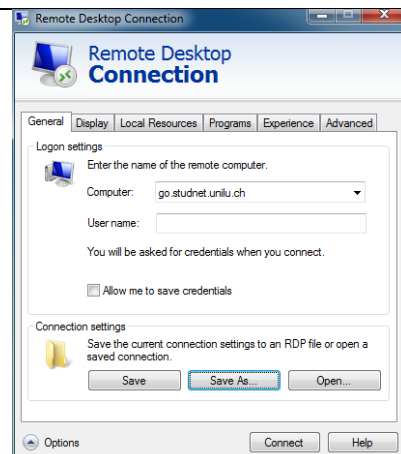 Remote Desktop Connection
Remote Desktop
Connection
General Display Local Resources Programs Experience Advanced
Logon settings
Enter the name of the remote computer.
Computer: go.studnet.unilu.ch
User name:
You will be asked for credentials when you connect.
Allow me to save credentials
Connection settings
Save the current connection settings to an RDP file or open a
saved connection.
Save Save As... Open...
Options Connect Help